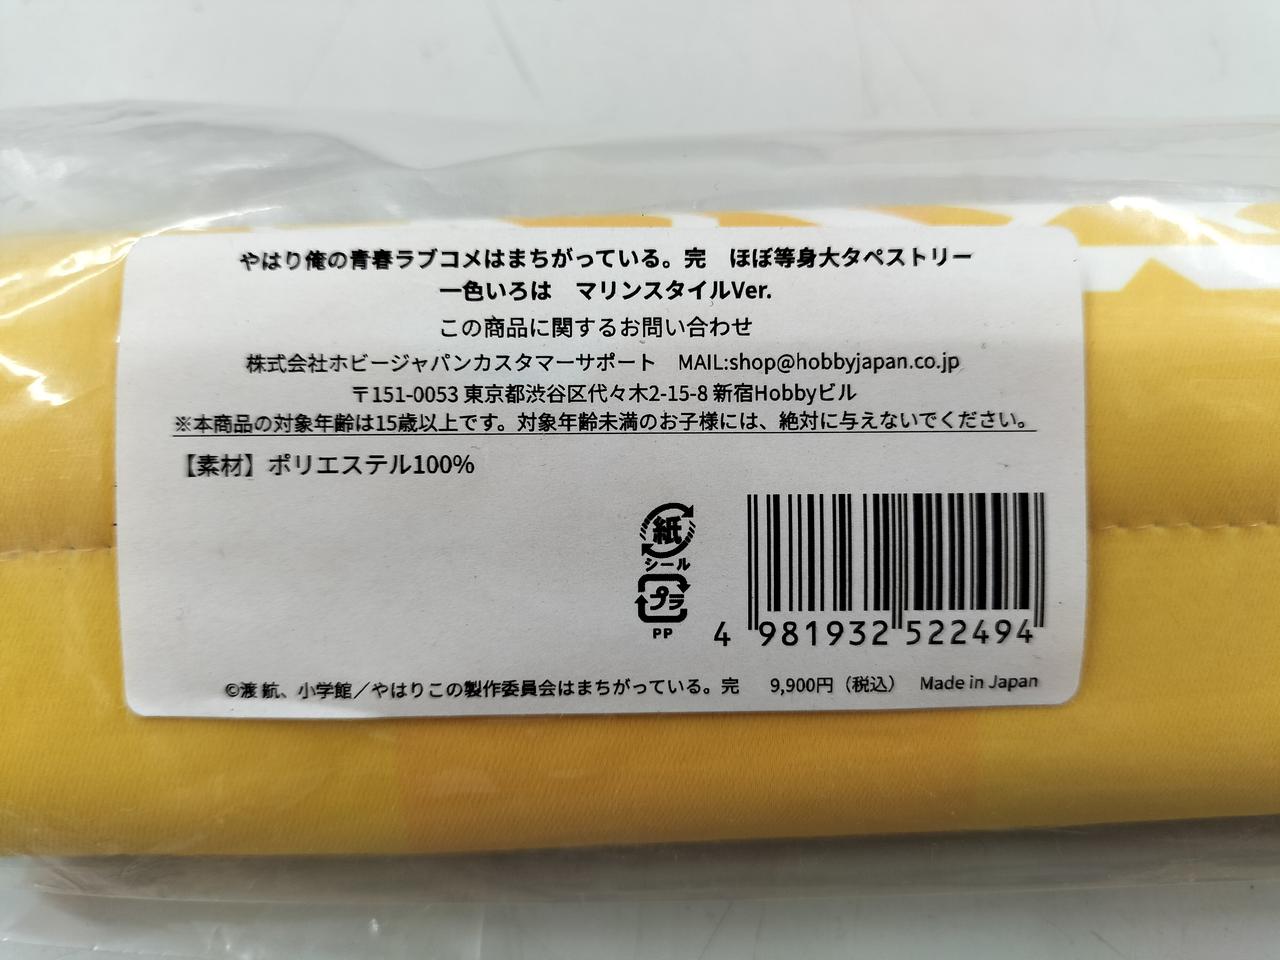 やはり俺の青春ラブコメはまちがっている。完　ほぼ等身大タペストリー
一色いろは　マリンスタイルVer.
この商品に関するお問い合わせ
株式会社ホビージャパンカスタマーサポート　MAIL:shop@hobbyjapan.co.jp
〒151-0053 東京都渋谷区代々木2-15-8 新宿Hobbyビル
※本商品の対象年齢は15歳以上です。対象年齢未満のお子様には、絶対に与えないでください。
【素材】ポリエステル100%
紙
シール
プラ
PP
4 981932 522494
©渡 航、小学館／やはりこの製作委員会はまちがっている。完　9,900円（税込）　Made in Japan